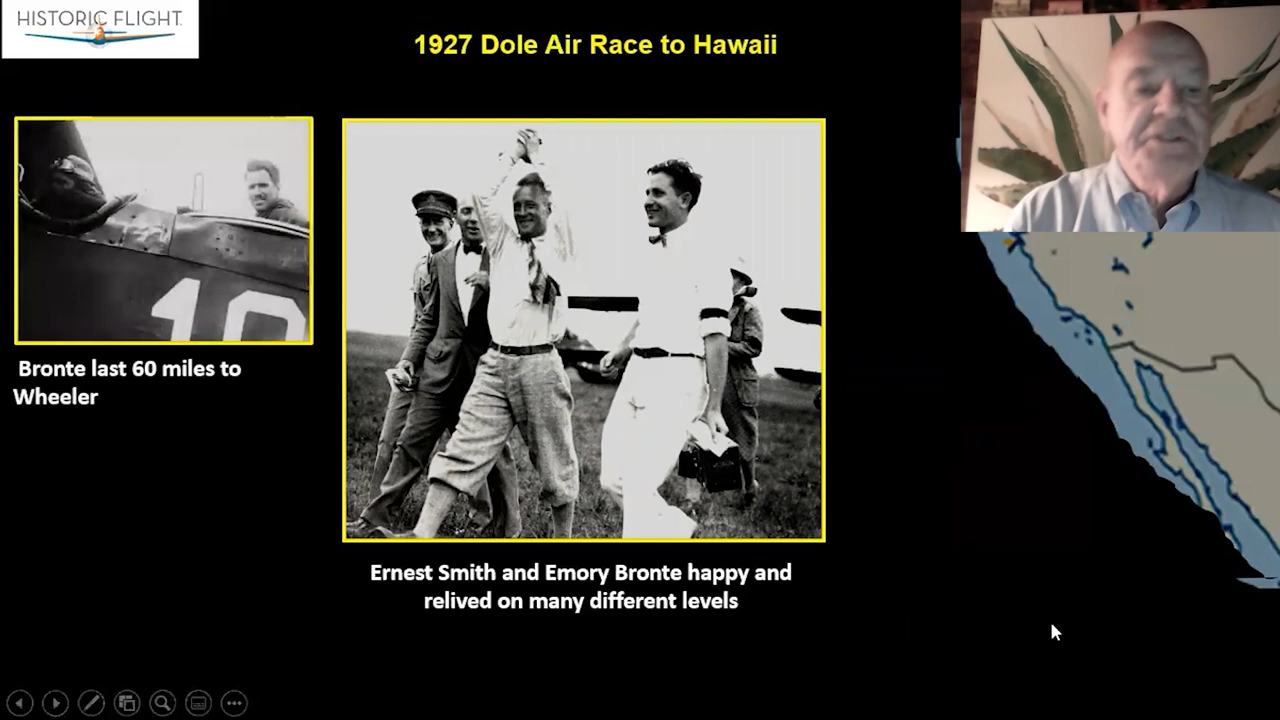 HISTORIC FLIGHT
1927 Dole Air Race to Hawaii
10
Bronte last 60 miles to
Wheeler
Ernest Smith and Emory Bronte happy and
relived on many different levels